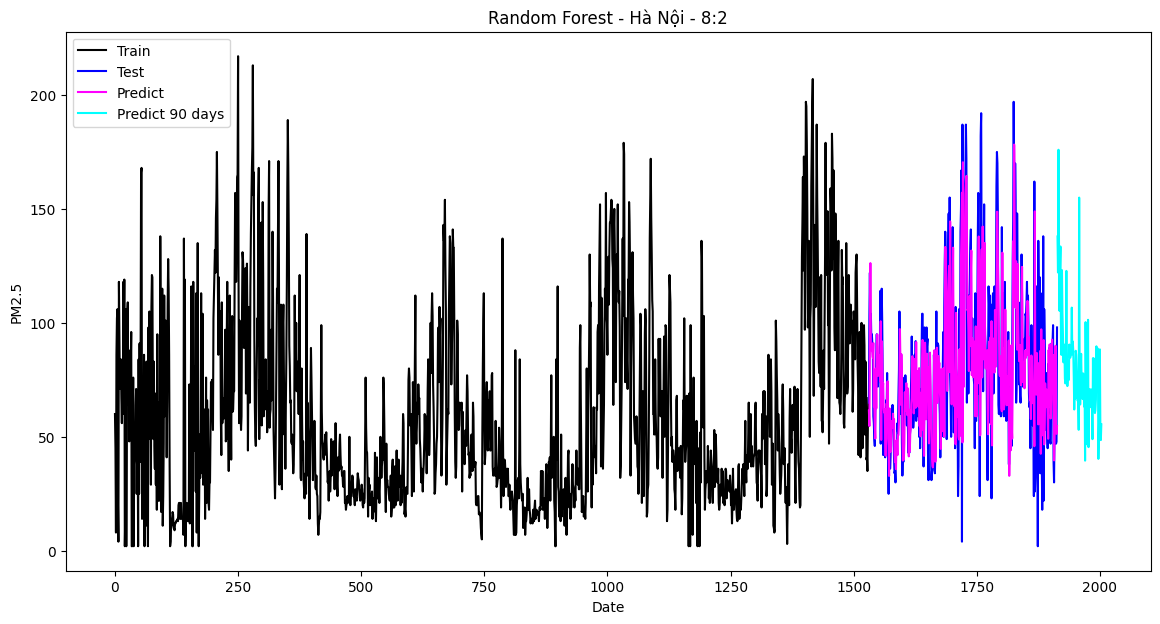 Random Forest - Hà Nội - 8:2
Train
Test
Predict
Predict 90 days
PM2.5
200
150
100
50
0
0 250 500 750 1000 1250 1500 1750 2000
Date